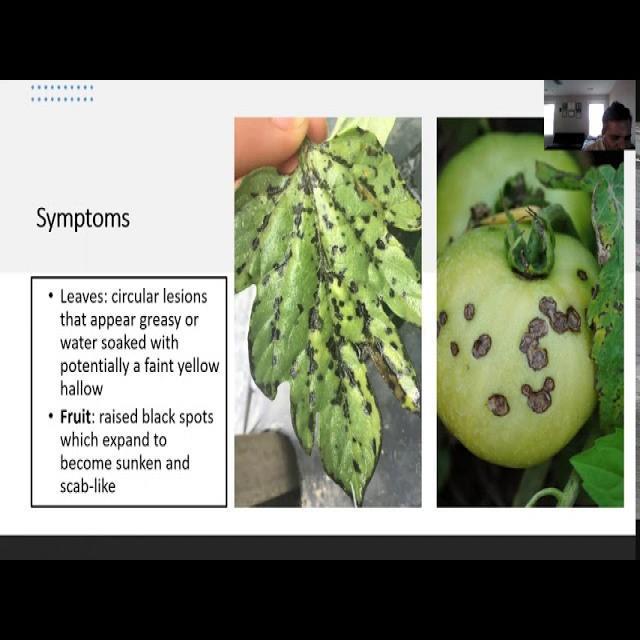 Symptoms
• Leaves: circular lesions
that appear greasy or
water soaked with
potentially a faint yellow
hallow
• Fruit: raised black spots
which expand to
become sunken and
scab-like